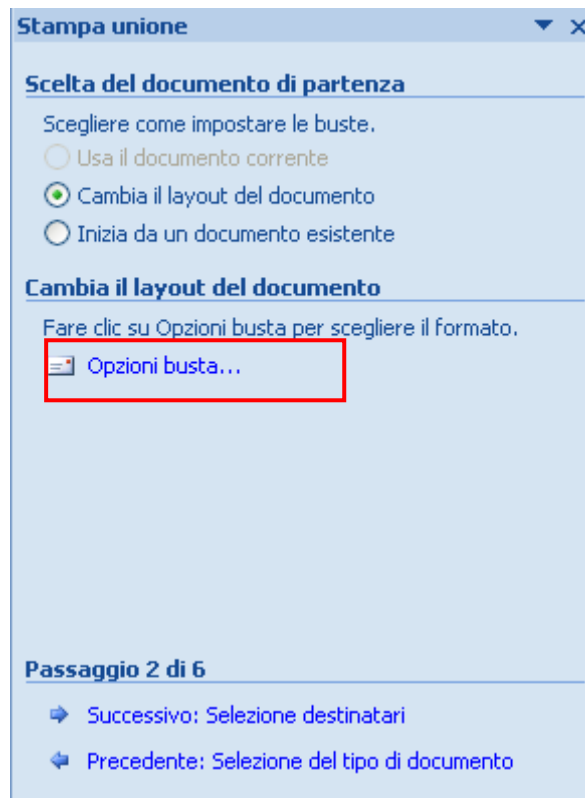 Stampa unione
Scelta del documento di partenza
Scegliere come impostare le buste.
Usa il documento corrente
Cambia il layout del documento
Inizia da un documento esistente
Cambia il layout del documento
Fare clic su Opzioni busta per scegliere il formato.
Opzioni busta...
Passaggio 2 di 6
Successivo: Selezione destinatari
Precedente: Selezione del tipo di documento